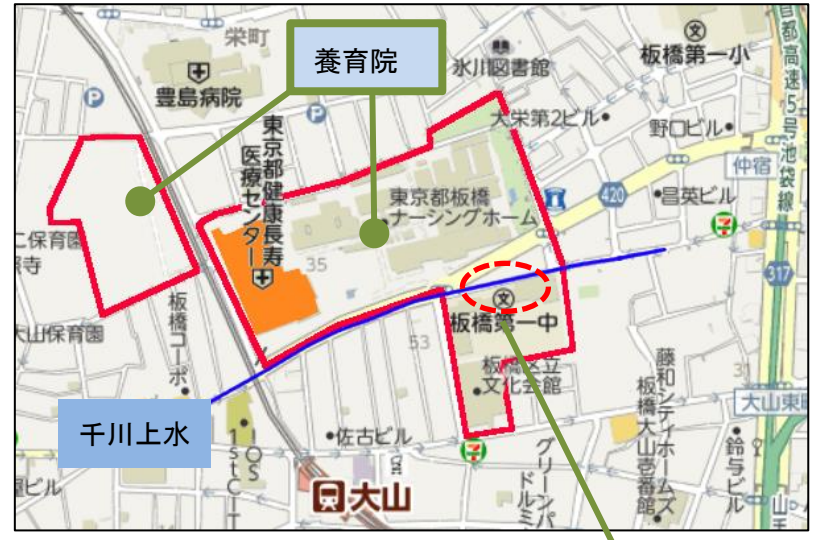 栄町
養育院
氷川図書館
板橋第一小
首都高速5号池袋線
豊島病院
大栄第2ビル
野口ビル
仲宿
東京都健康長寿
医療センター
東京都板橋
ナーシングホーム
420
昌英ビル
35
317
二保育園
板橋第一中
大山保育園
板橋コーポ
53
板橋区立
文化会館
藤和シティホームズ
板橋大山壱番館
31
大山東町
千川上水
佐古ビル
鈴与ビル
1stCIT
IOS
グリーンパ
ドルミ
大山